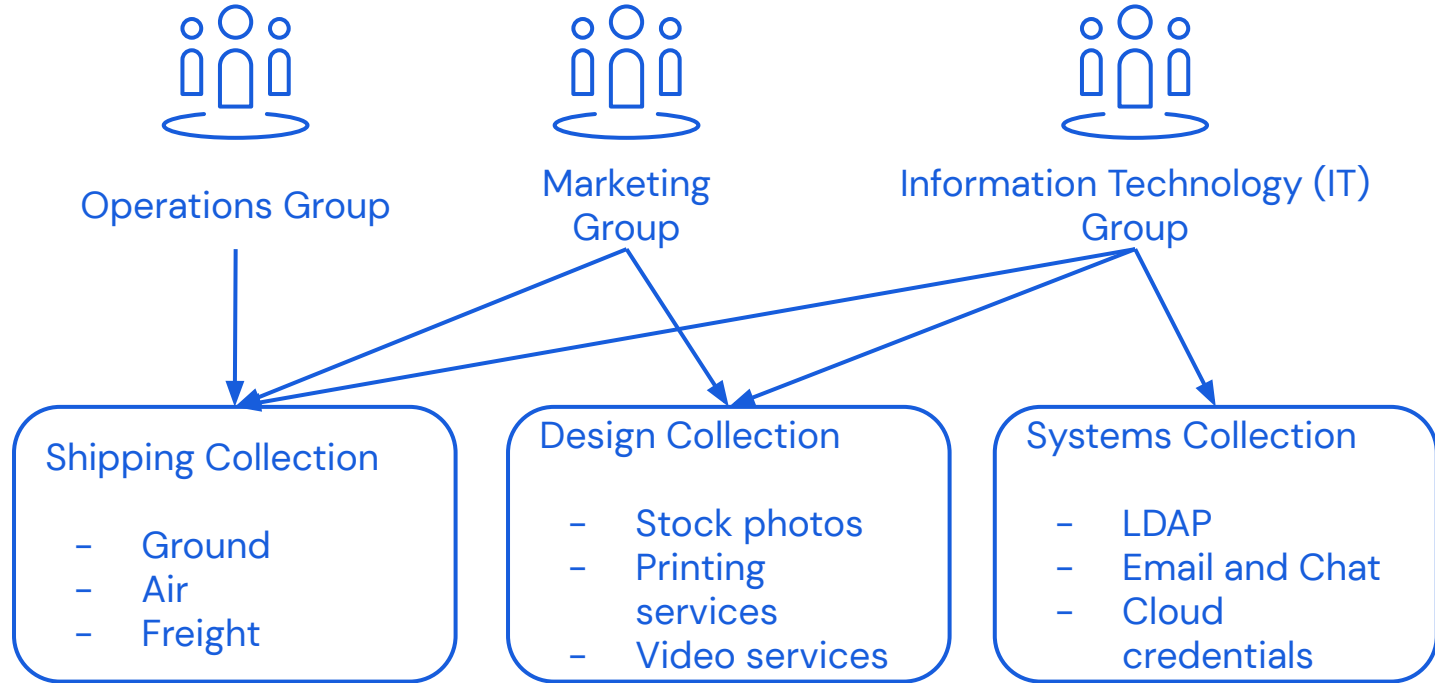 Operations Group
Marketing
Group
Information Technology (IT)
Group
Shipping Collection
- Ground
- Air
- Freight
Design Collection
- Stock photos
- Printing
services
- Video services
Systems Collection
- LDAP
- Email and Chat
- Cloud
credentials